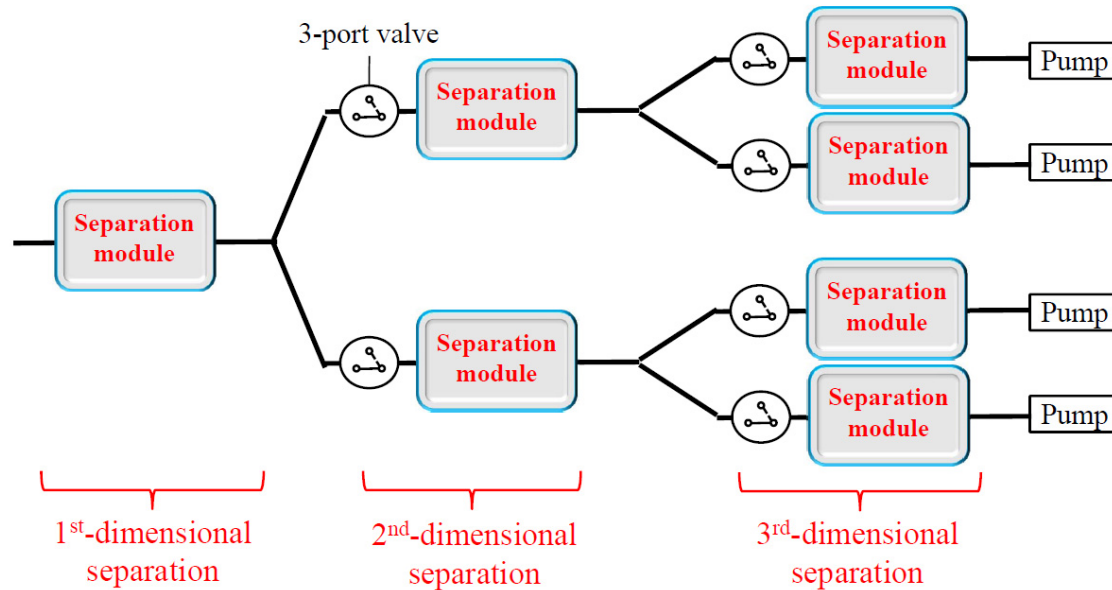 3-port valve
Separation
module
Pump
Separation
module
Separation
module
Pump
Separation
module
Separation
module
Pump
Separation
module
Separation
module
Pump
1st-dimensional
separation
2nd-dimensional
separation
3rd-dimensional
separation